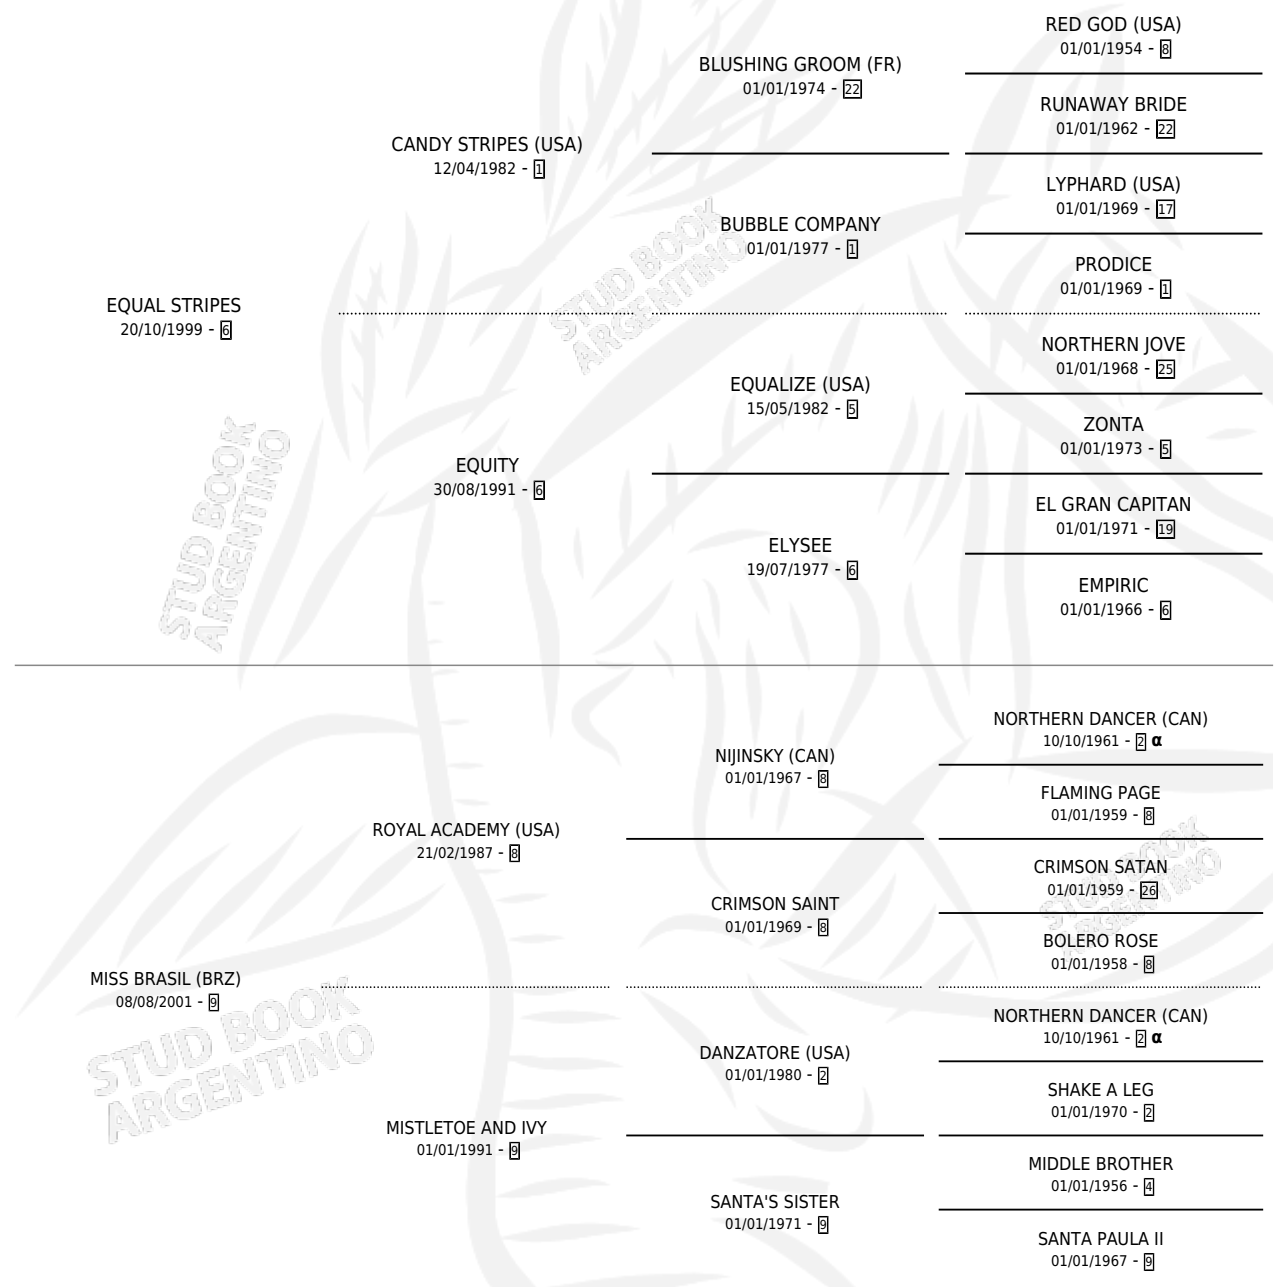 RED GOD (USA)
01/01/1954 - 8
BLUSHING GROOM (FR)
01/01/1974 - 22
RUNAWAY BRIDE
01/01/1962 - 22
CANDY STRIPES (USA)
12/04/1982 - 1
LYPHARD (USA)
01/01/1969 - 17
BUBBLE COMPANY
01/01/1977 - 1
PRODICE
01/01/1969 - 1
EQUAL STRIPES
20/10/1999 - 6
NORTHERN JOVE
01/01/1968 - 25
EQUALIZE (USA)
15/05/1982 - 5
ZONTA
01/01/1973 - 5
EQUITY
30/08/1991 - 6
EL GRAN CAPITAN
01/01/1971 - 19
ELYSEE
19/07/1977 - 6
EMPIRIC
01/01/1966 - 6
STUD BOOK
ARGENTINO
STUD BOOK
ARGENTINO
NORTHERN DANCER (CAN)
10/10/1961 - 2 α
NIJINSKY (CAN)
01/01/1967 - 8
FLAMING PAGE
01/01/1959 - 8
ROYAL ACADEMY (USA)
21/02/1987 - 8
CRIMSON SATAN
01/01/1959 - 26
CRIMSON SAINT
01/01/1969 - 8
BOLERO ROSE
01/01/1958 - 8
MISS BRASIL (BRZ)
08/08/2001 - 9
NORTHERN DANCER (CAN)
10/10/1961 - 2 α
DANZATORE (USA)
01/01/1980 - 2
SHAKE A LEG
01/01/1970 - 2
MISTLETOE AND IVY
01/01/1991 - 9
MIDDLE BROTHER
01/01/1956 - 4
SANTA'S SISTER
01/01/1971 - 9
SANTA PAULA II
01/01/1967 - 9
STUD BOOK
ARGENTINO
STUD BOOK
ARGENTINO